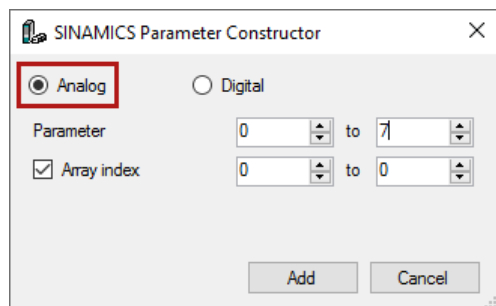 SINAMICS Parameter Constructor
Analog Digital
Parameter 0 to 7
Array index 0 to 0
Add Cancel